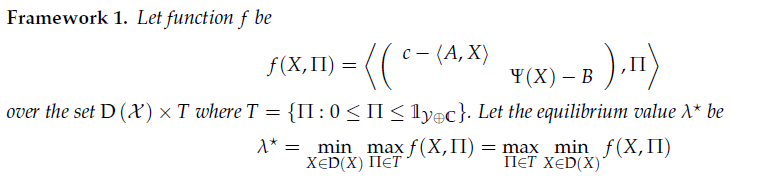 Framework 1. Let function f be
f(X, Π) = ⟨( c − ⟨A, X⟩
Ψ(X) − B ), Π⟩
over the set D (𝒳) × T where T = {Π : 0 ≤ Π ≤ 𝟙_{𝒴⊕ℂ}}. Let the equilibrium value λ⋆ be
λ⋆ = min_{X∈D(X)} max_{Π∈T} f(X, Π) = max_{Π∈T} min_{X∈D(X)} f(X, Π)